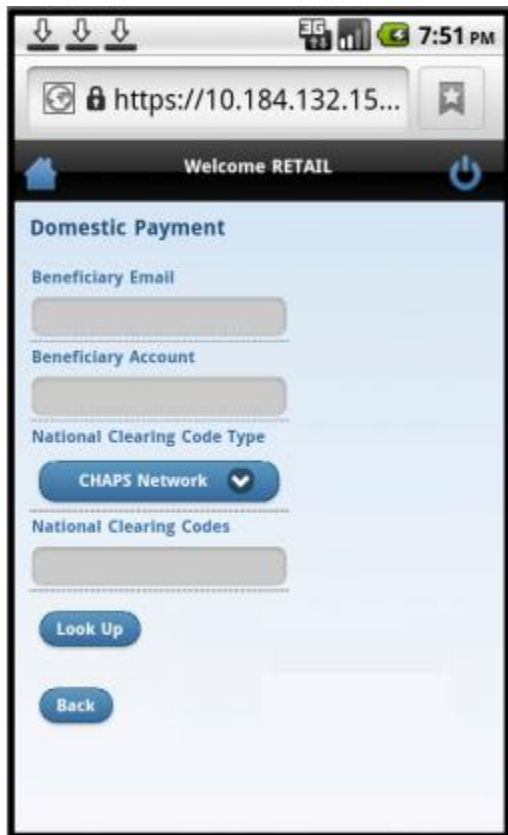 3G
7:51 PM
https://10.184.132.15...
Welcome RETAIL
Domestic Payment
Beneficiary Email
Beneficiary Account
National Clearing Code Type
CHAPS Network
National Clearing Codes
Look Up
Back